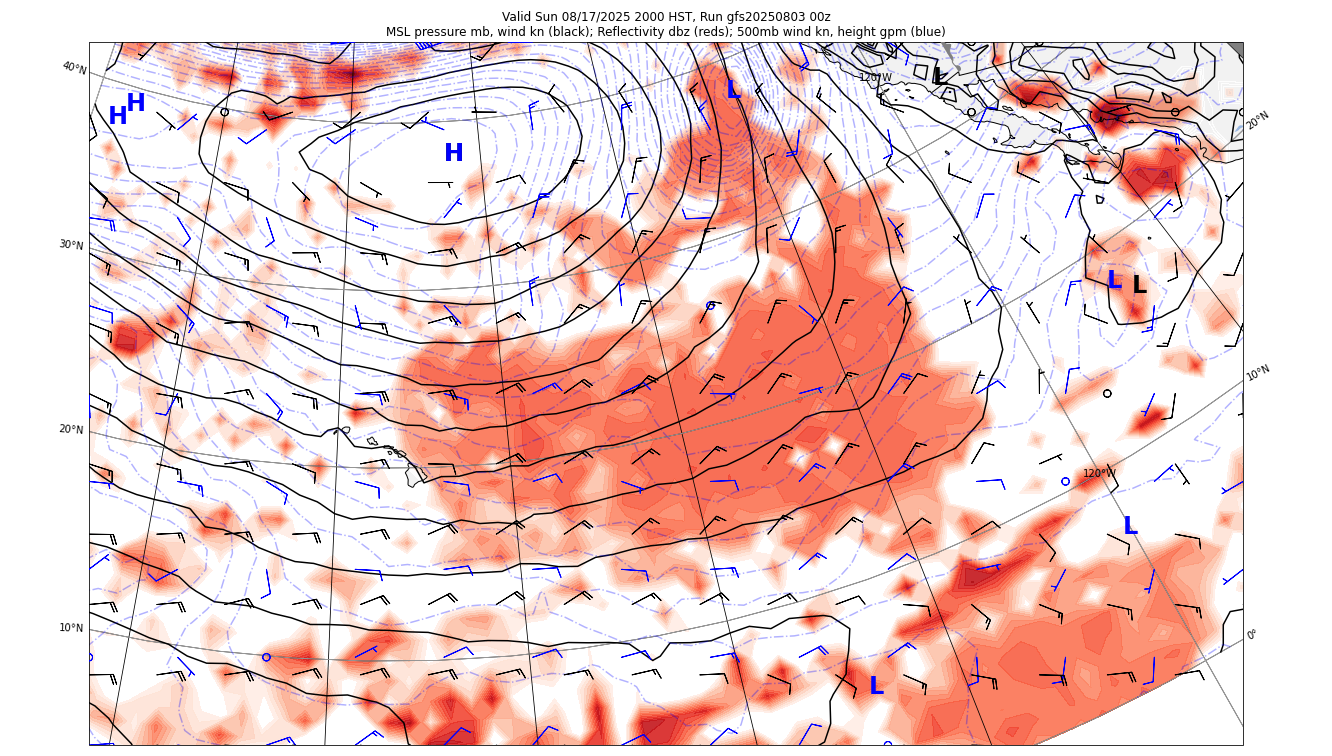 Valid Sun 08/17/2025 2000 HST, Run gfs20250803 00z
MSL pressure mb, wind kn (black); Reflectivity dbz (reds); 500mb wind kn, height gpm (blue)
40°N
120°W
L
L
H
H
H
20°N
30°N
L
L
10°N
20°N
120°W
L
10°N
0°
L